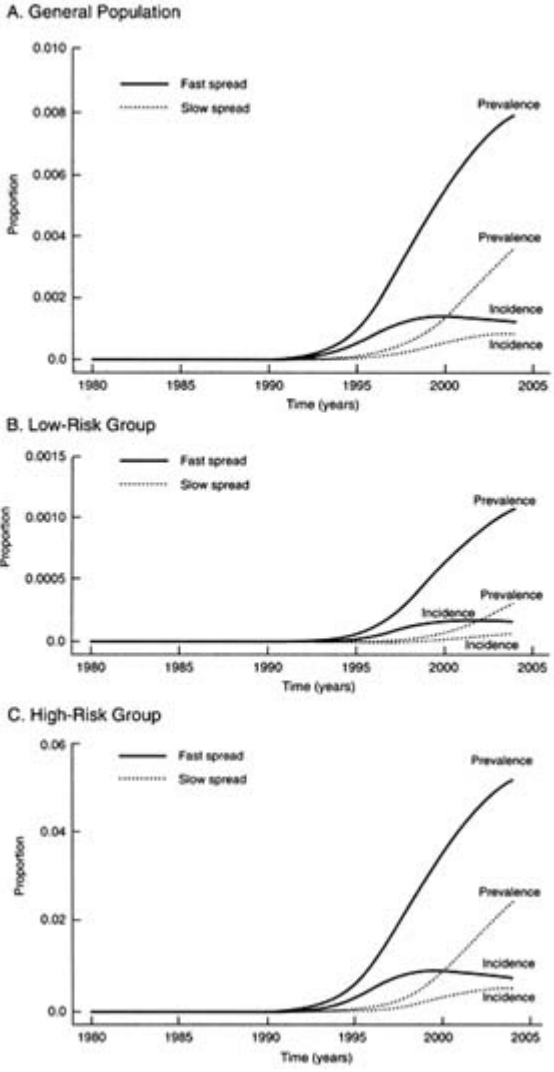 A. General Population
0.010
Fast spread
Prevalence
0.008
Slow spread
0.006
Proportion
0.004
Prevalence
0.002
Incidence
Incidence
0.0
1980 1985 1990 1995 2000 2005
Time (years)
B. Low-Risk Group
0.0015
Fast spread
Slow spread
Prevalence
0.0010
Proportion
0.0005
Prevalence
Incidence
0.0
Incidence
1980 1985 1990 1995 2000 2005
Time (years)
C. High-Risk Group
0.06
Fast spread
Prevalence
Slow spread
0.04
Proportion
Prevalence
0.02
Incidence
Incidence
0.0
1980 1985 1990 1995 2000 2005
Time (years)